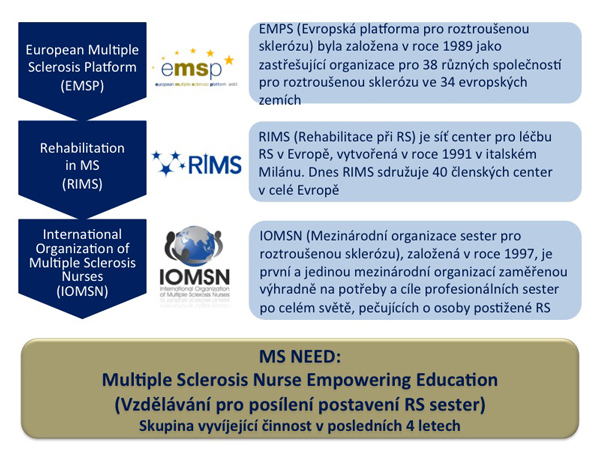 European Multiple
Sclerosis Platform
(EMSP)
emsp
european multiple sclerosis platform aisbl
EMPS (Evropská platforma pro roztroušenou
sklerózu) byla založena v roce 1989 jako
zastřešující organizace pro 38 různých společností
pro roztroušenou sklerózu ve 34 evropských
zemích
Rehabilitation
in MS
(RIMS)
RIMS
RIMS (Rehabilitace při RS) je síť center pro léčbu
RS v Evropě, vytvořená v roce 1991 v italském
Milánu. Dnes RIMS sdružuje 40 členských center
v celé Evropě
International
Organization of
Multiple Sclerosis
Nurses
(IOMSN)
IOMSN
International Organization
of Multiple Sclerosis Nurses
IOMSN (Mezinárodní organizace sester pro
roztroušenou sklerózu), založená v roce 1997, je
první a jedinou mezinárodní organizací zaměřenou
výhradně na potřeby a cíle profesionálních sester
po celém světě, pečujících o osoby postižené RS
MS NEED:
Multiple Sclerosis Nurse Empowering Education
(Vzdělávání pro posílení postavení RS sester)
Skupina vyvíjející činnost v posledních 4 letech